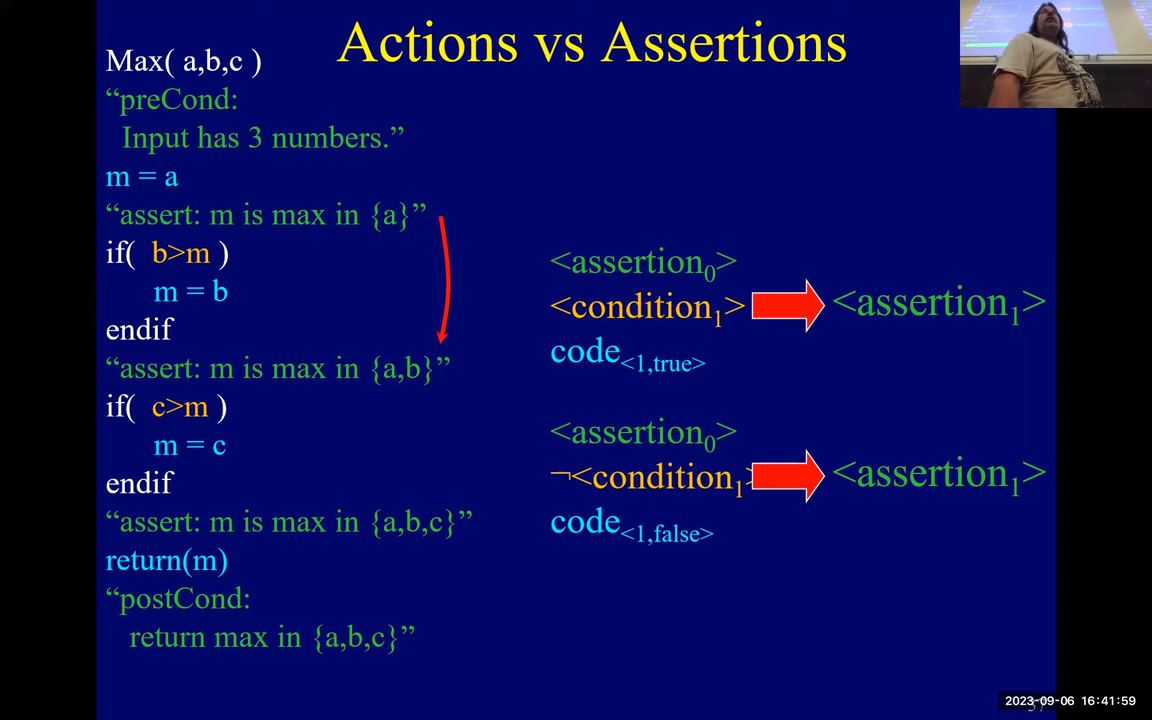 Actions vs Assertions
Max( a,b,c )
“preCond:
Input has 3 numbers.”
m = a
“assert: m is max in {a}”
if( b>m )
m = b
endif
“assert: m is max in {a,b}”
if( c>m )
m = c
endif
“assert: m is max in {a,b,c}”
return(m)
“postCond:
return max in {a,b,c}”
<assertion₀>
<condition₁>
code<1,true>
<assertion₁>
<assertion₀>
¬<condition₁>
code<1,false>
<assertion₁>
2023-09-06 16:41:59